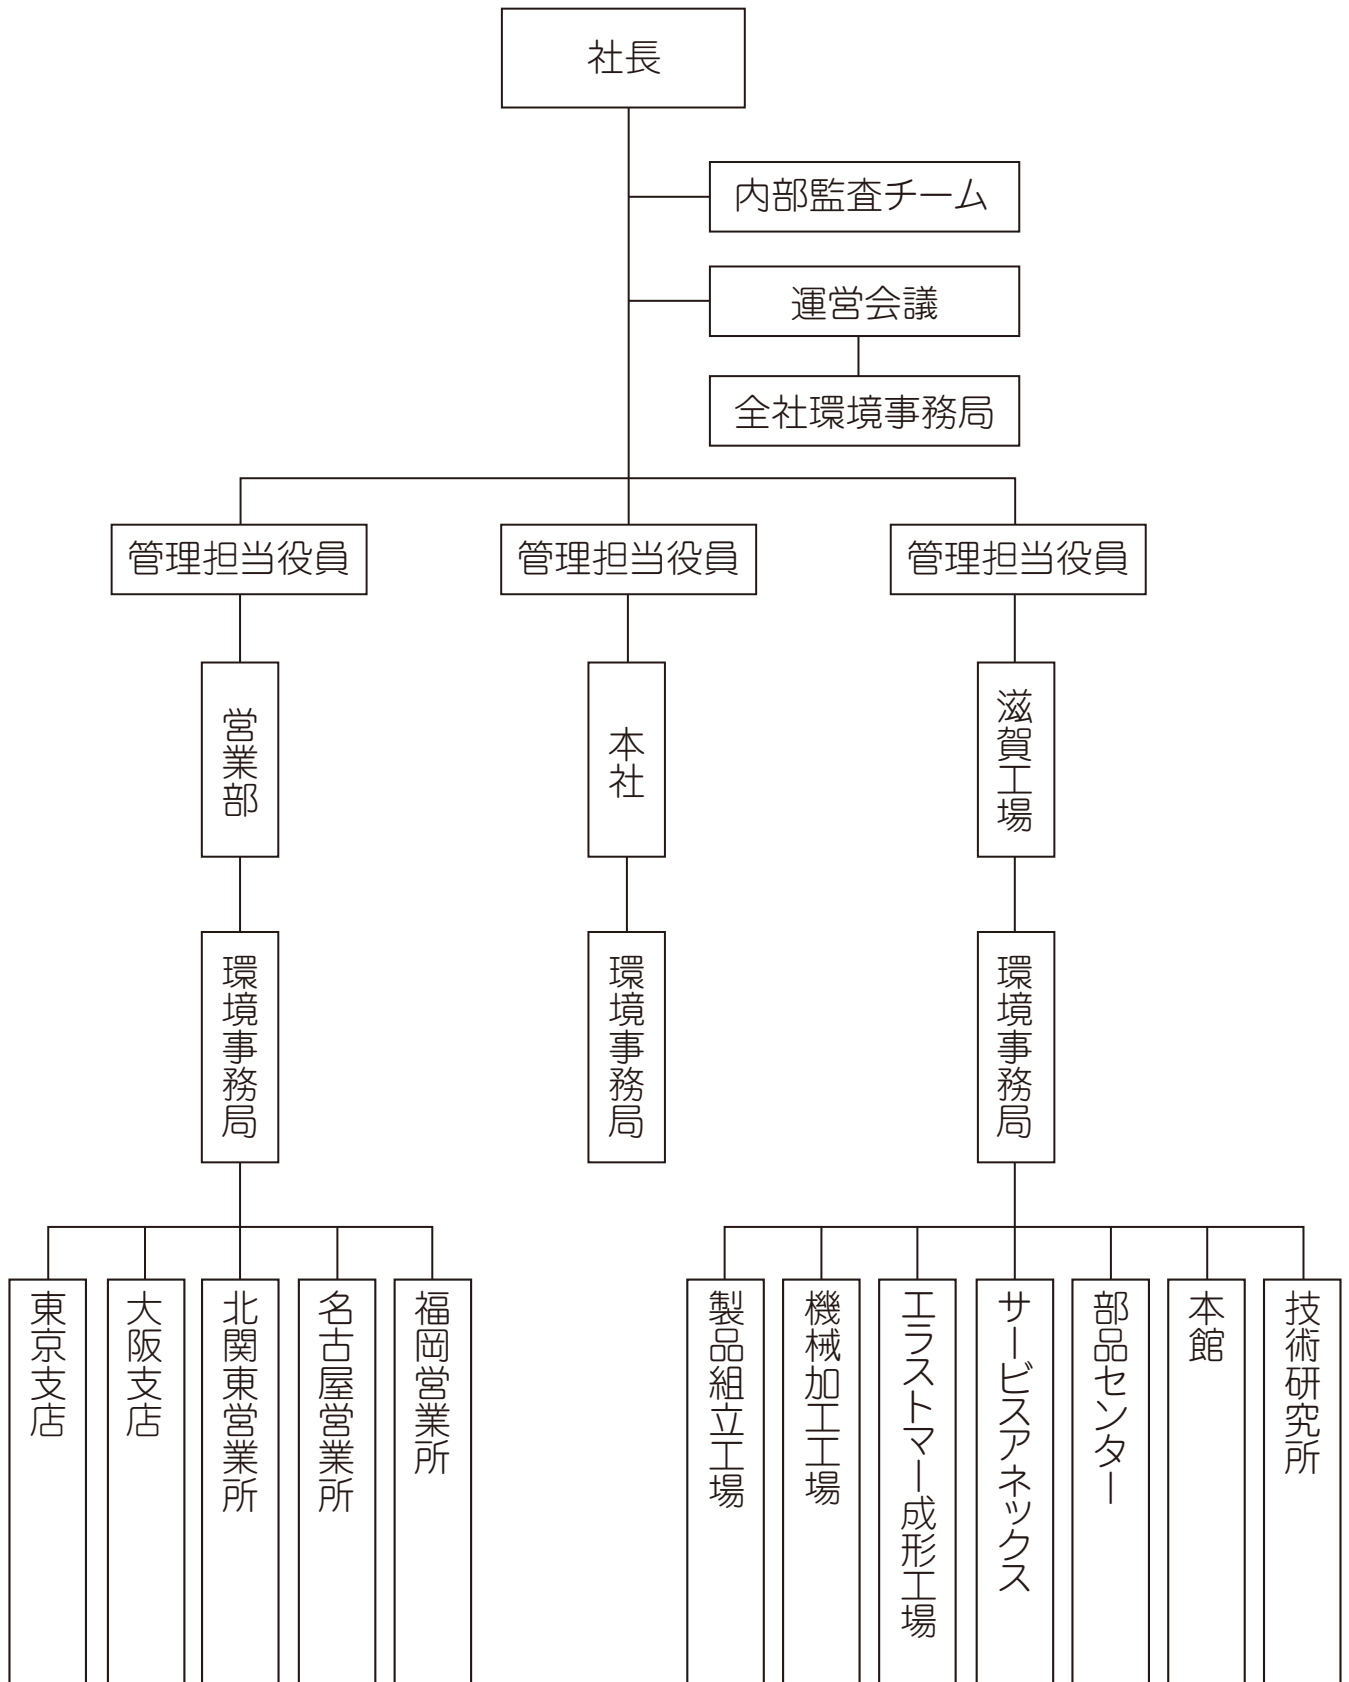 社長
内部監査チーム
運営会議
全社環境事務局
管理担当役員
管理担当役員
管理担当役員
営業部
本社
滋賀工場
環境事務局
環境事務局
環境事務局
東京支店
大阪支店
北関東営業所
名古屋営業所
福岡営業所
製品組立工場
機械加工工場
エラストマー成形工場
サービスアネックス
部品センター
本館
技術研究所